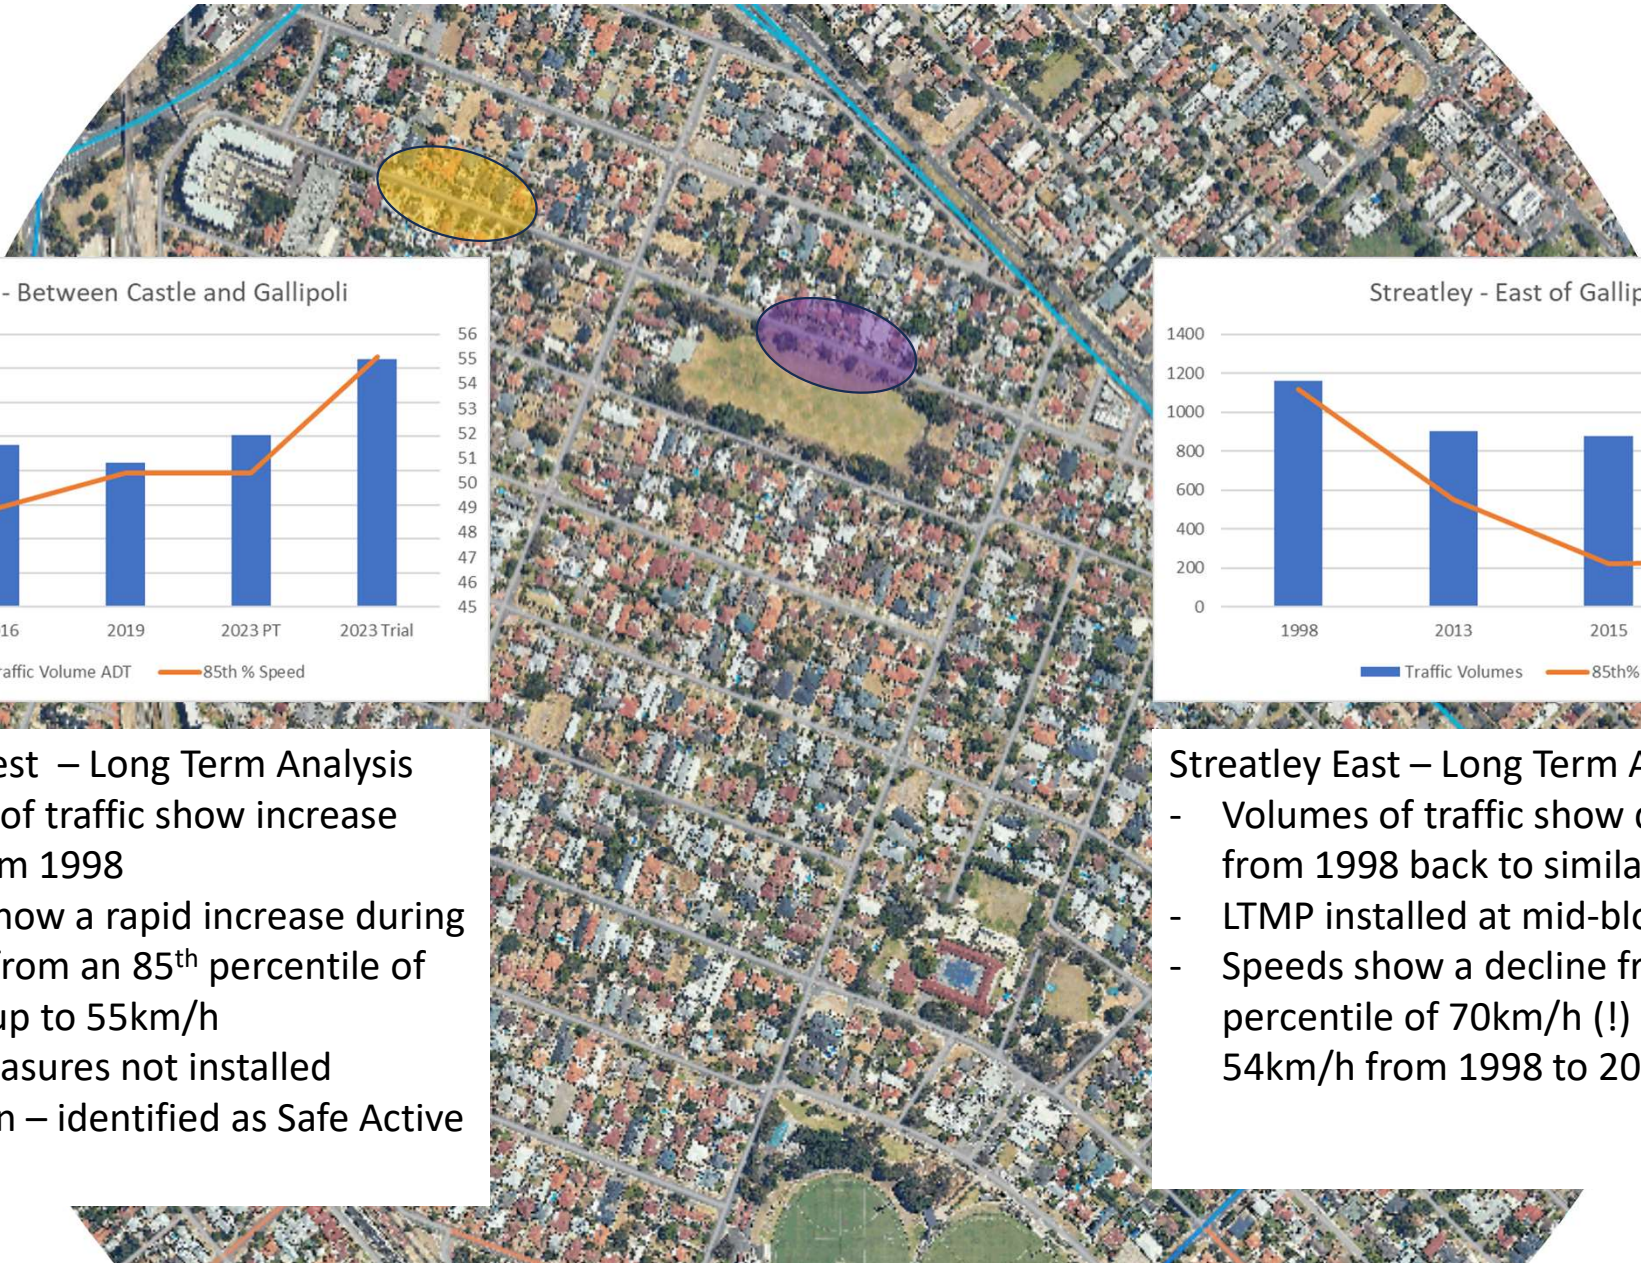 - Between Castle and Gallipoli
56
55
54
53
52
51
50
49
48
47
46
45
16
2019
2023 PT
2023 Trial
raffic Volume ADT
85th % Speed
est – Long Term Analysis
of traffic show increase
m 1998
how a rapid increase during
rom an 85th percentile of
up to 55km/h
asures not installed
n – identified as Safe Active
Streatley - East of Gallip
1400
1200
1000
800
600
400
200
0
1998
2013
2015
Traffic Volumes
85th%
Streatley East – Long Term A
- Volumes of traffic show d
from 1998 back to simila
- LTMP installed at mid-blo
- Speeds show a decline fr
percentile of 70km/h (!)
54km/h from 1998 to 20